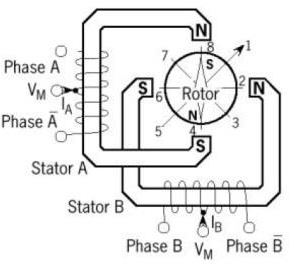 N
8
1
7
S
Phase A
2
V_M
I_A
6
S
Rotor
N
Phase A̅
N
5
4
3
S
Stator A
Stator B
I_B
Phase B
V_M
Phase B̅